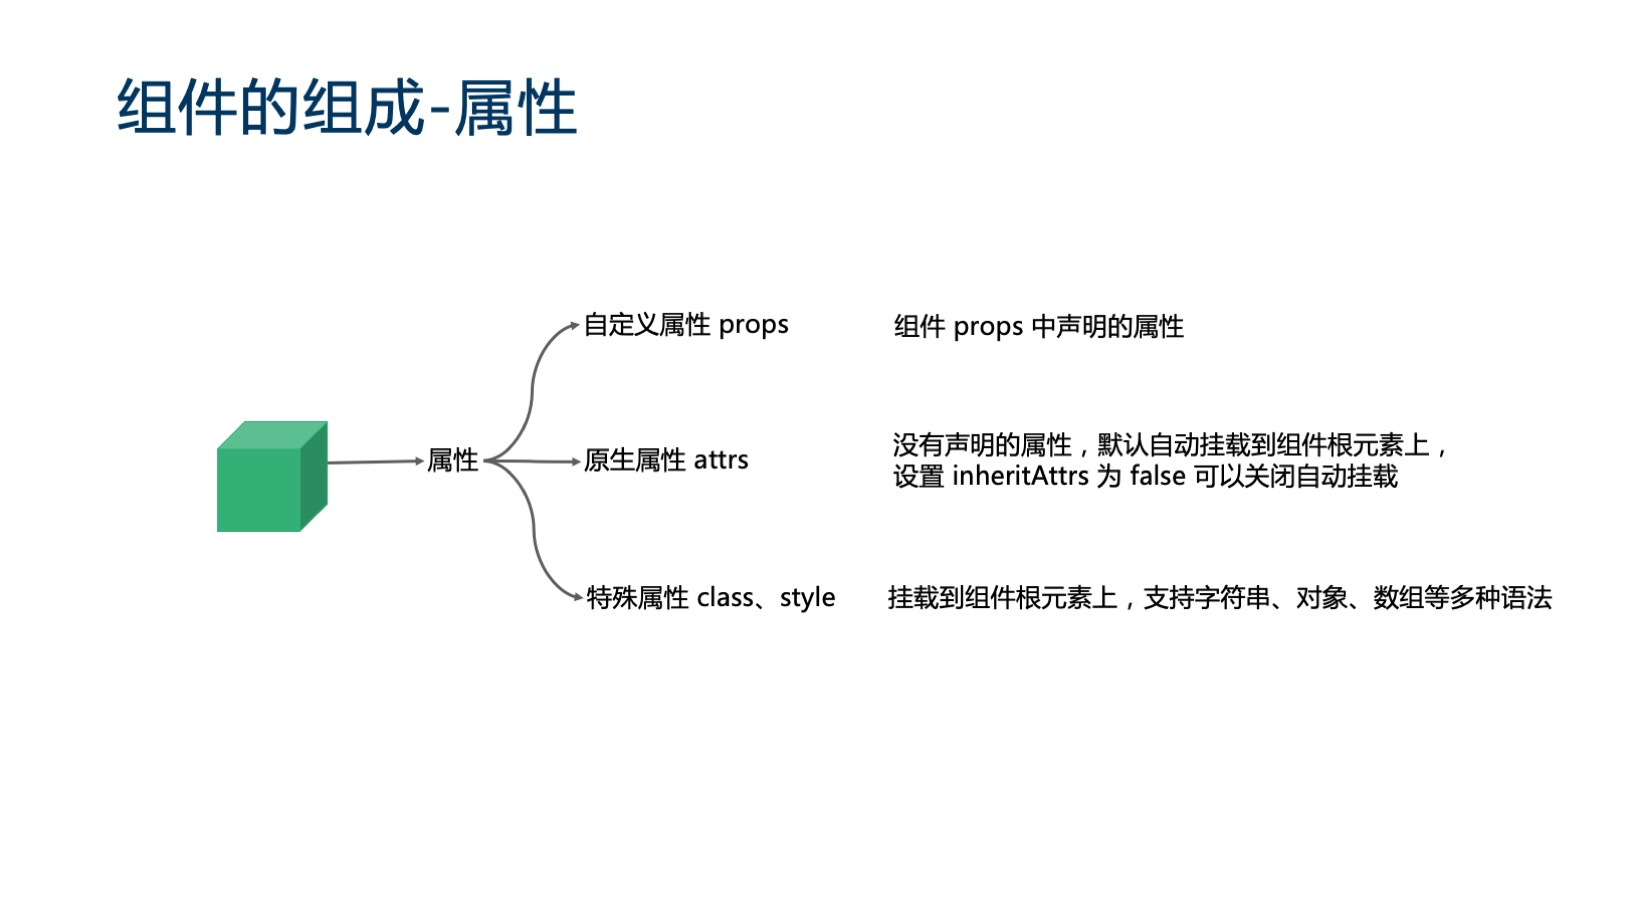 组件的组成-属性
自定义属性 props
组件 props 中声明的属性
属性
原生属性 attrs
没有声明的属性，默认自动挂载到组件根元素上，
设置 inheritAttrs 为 false 可以关闭自动挂载
特殊属性 class、style
挂载到组件根元素上，支持字符串、对象、数组等多种语法